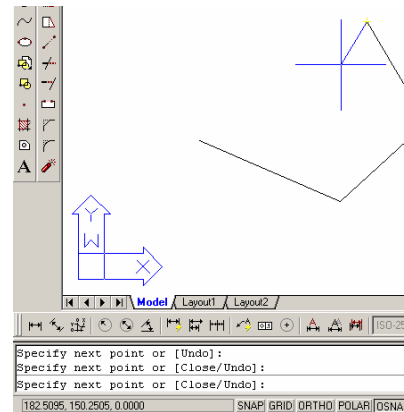 A
Y
W
X
Model Layout1 Layout2
ISO-25
Specify next point or [Undo]:
Specify next point or [Close/Undo]:
Specify next point or [Close/Undo]:
182.5095, 150.2505, 0.0000 SNAP GRID ORTHO POLAR OSNA